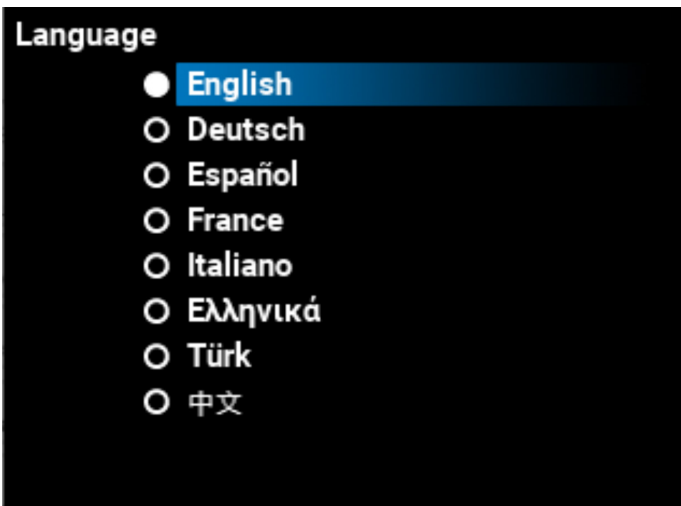 Language
English
Deutsch
Español
France
Italiano
Ελληνικά
Türk
中文